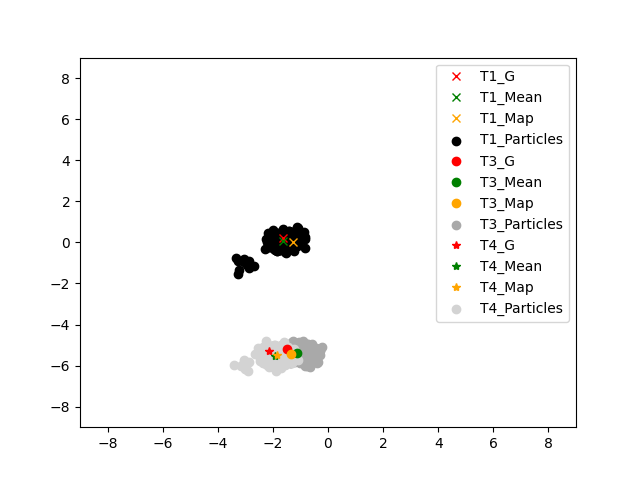 8
6
4
2
0
−2
−4
−6
−8
−8 −6 −4 −2 0 2 4 6 8
T1_G
T1_Mean
T1_Map
T1_Particles
T3_G
T3_Mean
T3_Map
T3_Particles
T4_G
T4_Mean
T4_Map
T4_Particles